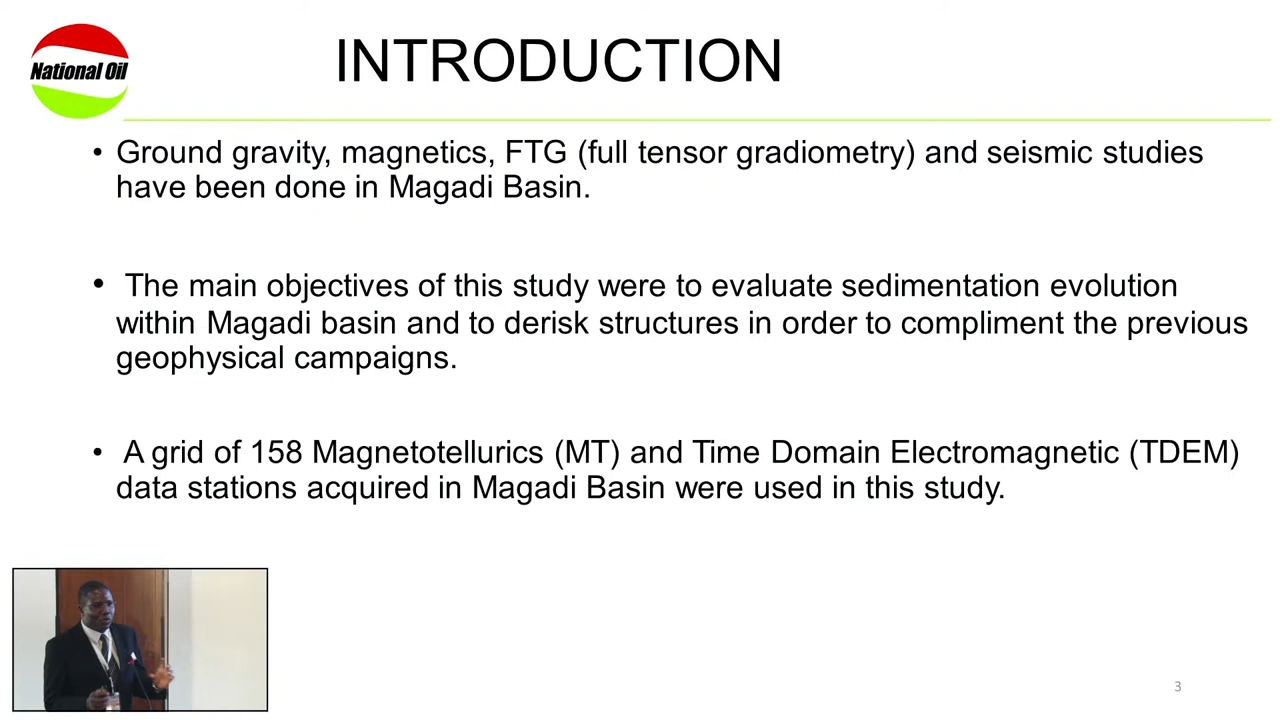 National Oil
INTRODUCTION
• Ground gravity, magnetics, FTG (full tensor gradiometry) and seismic studies
have been done in Magadi Basin.
• The main objectives of this study were to evaluate sedimentation evolution
within Magadi basin and to derisk structures in order to compliment the previous
geophysical campaigns.
• A grid of 158 Magnetotellurics (MT) and Time Domain Electromagnetic (TDEM)
data stations acquired in Magadi Basin were used in this study.
3